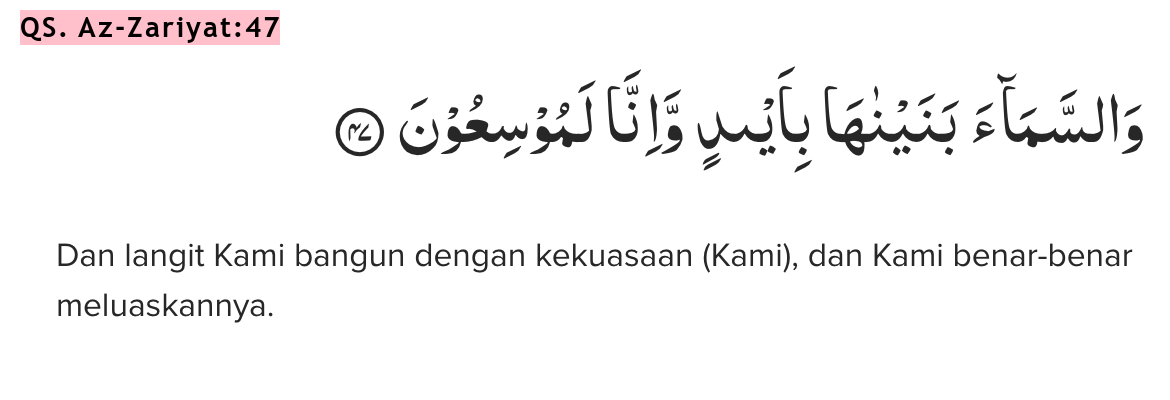 QS. Az-Zariyat:47
وَالسَّمَاۤءَ بَنَيْنٰهَا بِاَيْىدٍ وَّاِنَّا لَمُوْسِعُوْنَ ٤٧
Dan langit Kami bangun dengan kekuasaan (Kami), dan Kami benar-benar
meluaskannya.